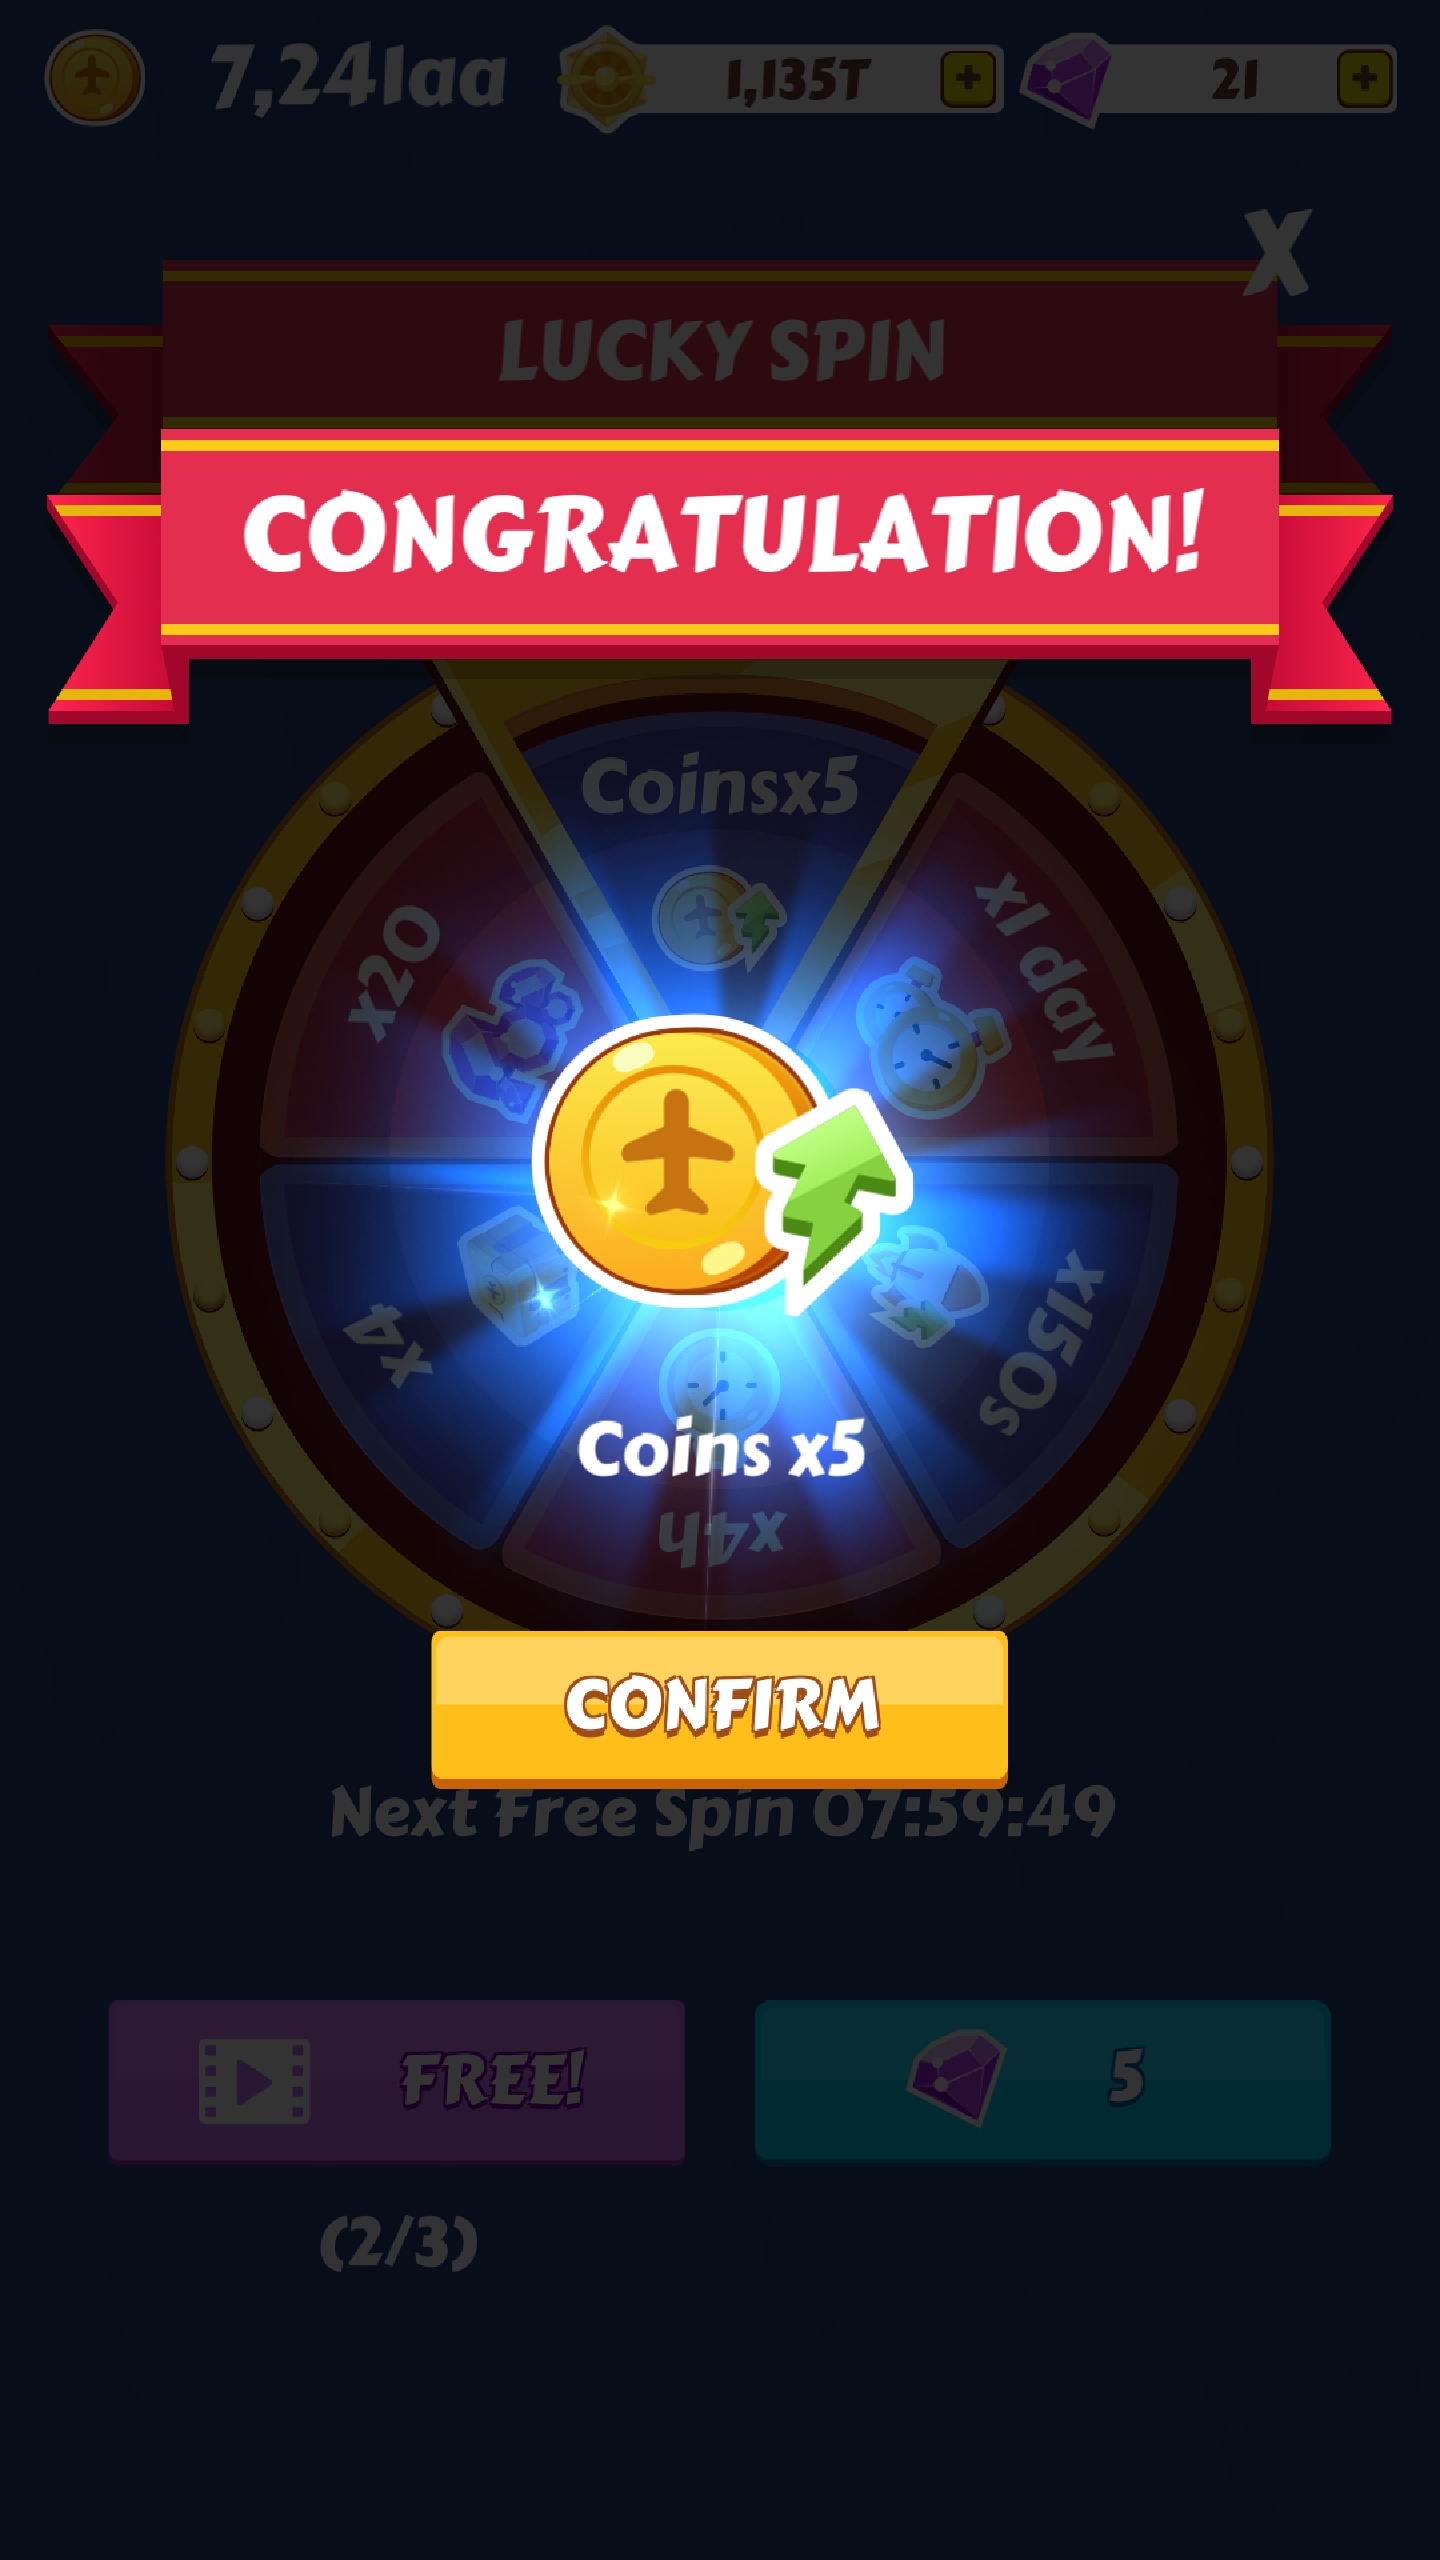 7,241aa 1,135T 21
X
LUCKY SPIN
CONGRATULATION!
Coinsx5
x20
x1 day
x4
x150s
Coins x5
x4h
CONFIRM
Next Free Spin 07:59:49
FREE! 5
(2/3)